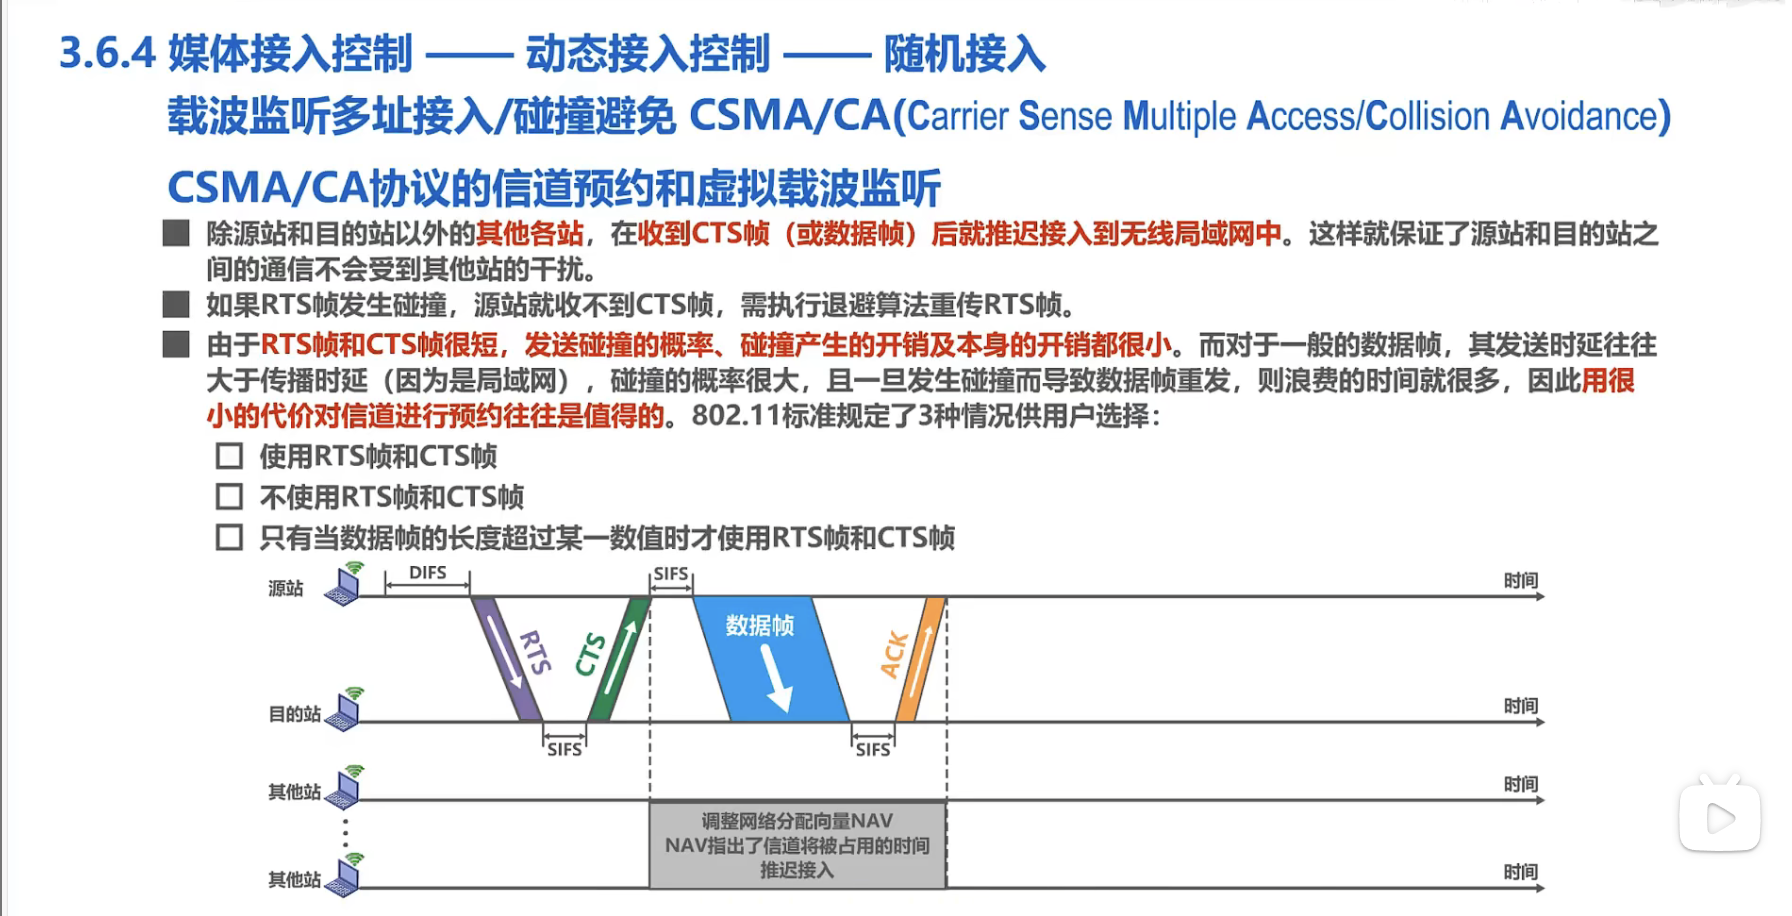 3.6.4 媒体接入控制 —— 动态接入控制 —— 随机接入
载波监听多址接入/碰撞避免 CSMA/CA(Carrier Sense Multiple Access/Collision Avoidance)
CSMA/CA协议的信道预约和虚拟载波监听
除源站和目的站以外的其他各站，在收到CTS帧（或数据帧）后就推迟接入到无线局域网中。这样就保证了源站和目的站之
间的通信不会受到其他站的干扰。
如果RTS帧发生碰撞，源站就收不到CTS帧，需执行退避算法重传RTS帧。
由于RTS帧和CTS帧很短，发送碰撞的概率、碰撞产生的开销及本身的开销都很小。而对于一般的数据帧，其发送时延往往
大于传播时延（因为是局域网），碰撞的概率很大，且一旦发生碰撞而导致数据帧重发，则浪费的时间就很多，因此用很
小的代价对信道进行预约往往是值得的。802.11标准规定了3种情况供用户选择：
使用RTS帧和CTS帧
不使用RTS帧和CTS帧
只有当数据帧的长度超过某一数值时才使用RTS帧和CTS帧
DIFS
SIFS
源站
时间
RTS
CTS
数据帧
ACK
目的站
时间
SIFS
SIFS
其他站
时间
调整网络分配向量NAV
NAV指出了信道将被占用的时间
推迟接入
其他站
时间